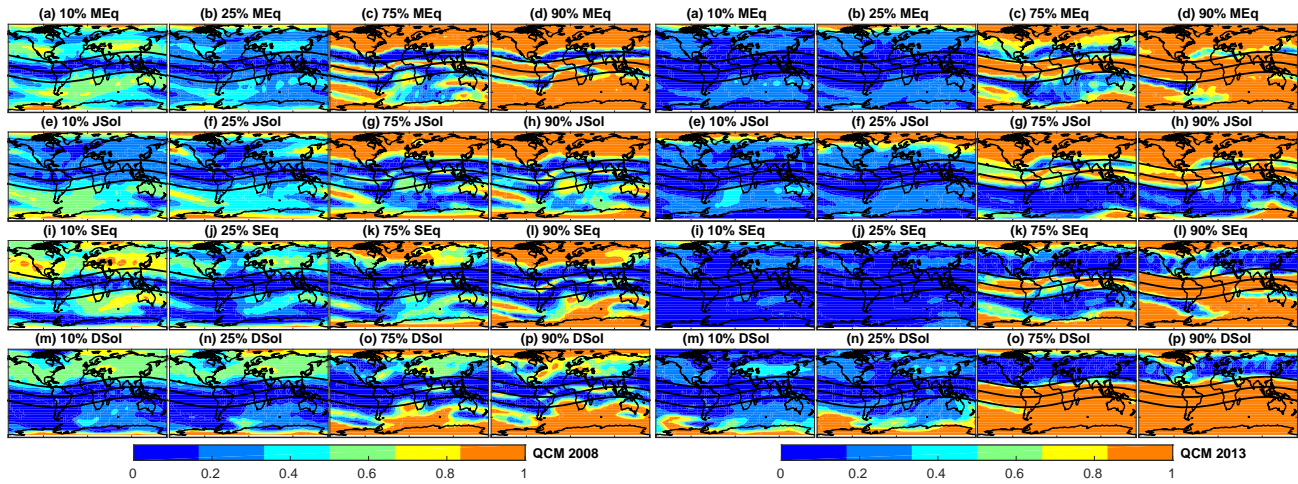 (a) 10% MEq (b) 25% MEq (c) 75% MEq (d) 90% MEq (a) 10% MEq (b) 25% MEq (c) 75% MEq (d) 90% MEq
(e) 10% JSol (f) 25% JSol (g) 75% JSol (h) 90% JSol (e) 10% JSol (f) 25% JSol (g) 75% JSol (h) 90% JSol
(i) 10% SEq (j) 25% SEq (k) 75% SEq (l) 90% SEq (i) 10% SEq (j) 25% SEq (k) 75% SEq (l) 90% SEq
(m) 10% DSol (n) 25% DSol (o) 75% DSol (p) 90% DSol (m) 10% DSol (n) 25% DSol (o) 75% DSol (p) 90% DSol
QCM 2008 QCM 2013
0 0.2 0.4 0.6 0.8 1 0 0.2 0.4 0.6 0.8 1